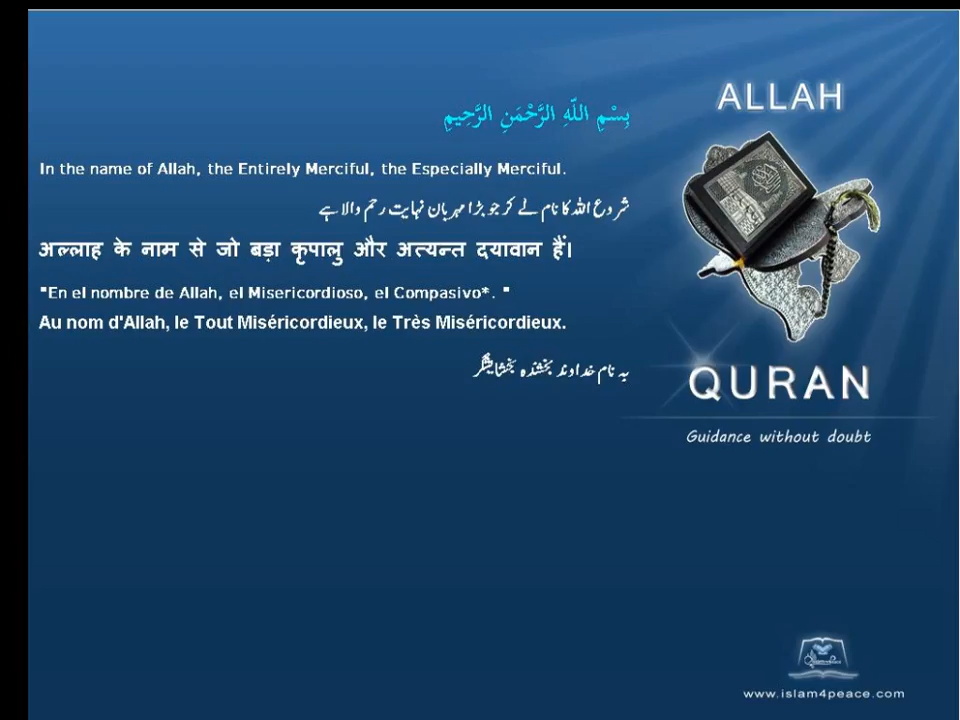 بِسْمِ اللَّهِ الرَّحْمَنِ الرَّحِيمِ
In the name of Allah, the Entirely Merciful, the Especially Merciful.
شروع الله کا نام لے کر جو بڑا مہربان نہایت رحم والا ہے
अल्लाह के नाम से जो बड़ा कृपालु और अत्यन्त दयावान हैं।
"En el nombre de Allah, el Misericordioso, el Compasivo*. "
Au nom d'Allah, le Tout Miséricordieux, le Très Miséricordieux.
به نام خداوند بخشنده بخشایشگر
ALLAH
QURAN
Guidance without doubt
www.islam4peace.com